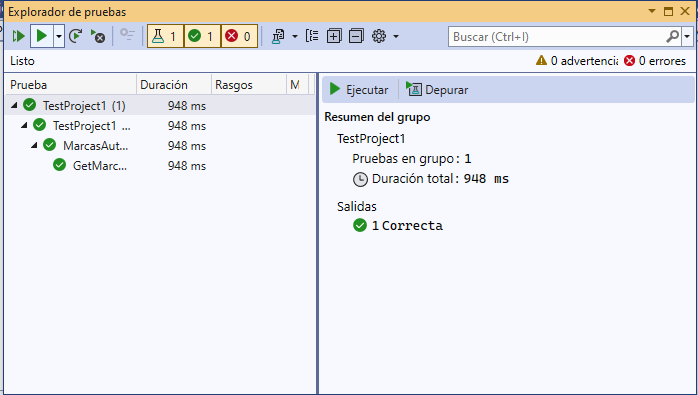 Explorador de pruebas
1 1 0 Buscar (Ctrl+I)
Listo 0 advertencia 0 errores
Prueba Duración Rasgos M
TestProject1 (1) 948 ms
TestProject1 ... 948 ms
MarcasAut... 948 ms
GetMarc... 948 ms
Ejecutar Depurar
Resumen del grupo
TestProject1
Pruebas en grupo: 1
Duración total: 948 ms
Salidas
1 Correcta